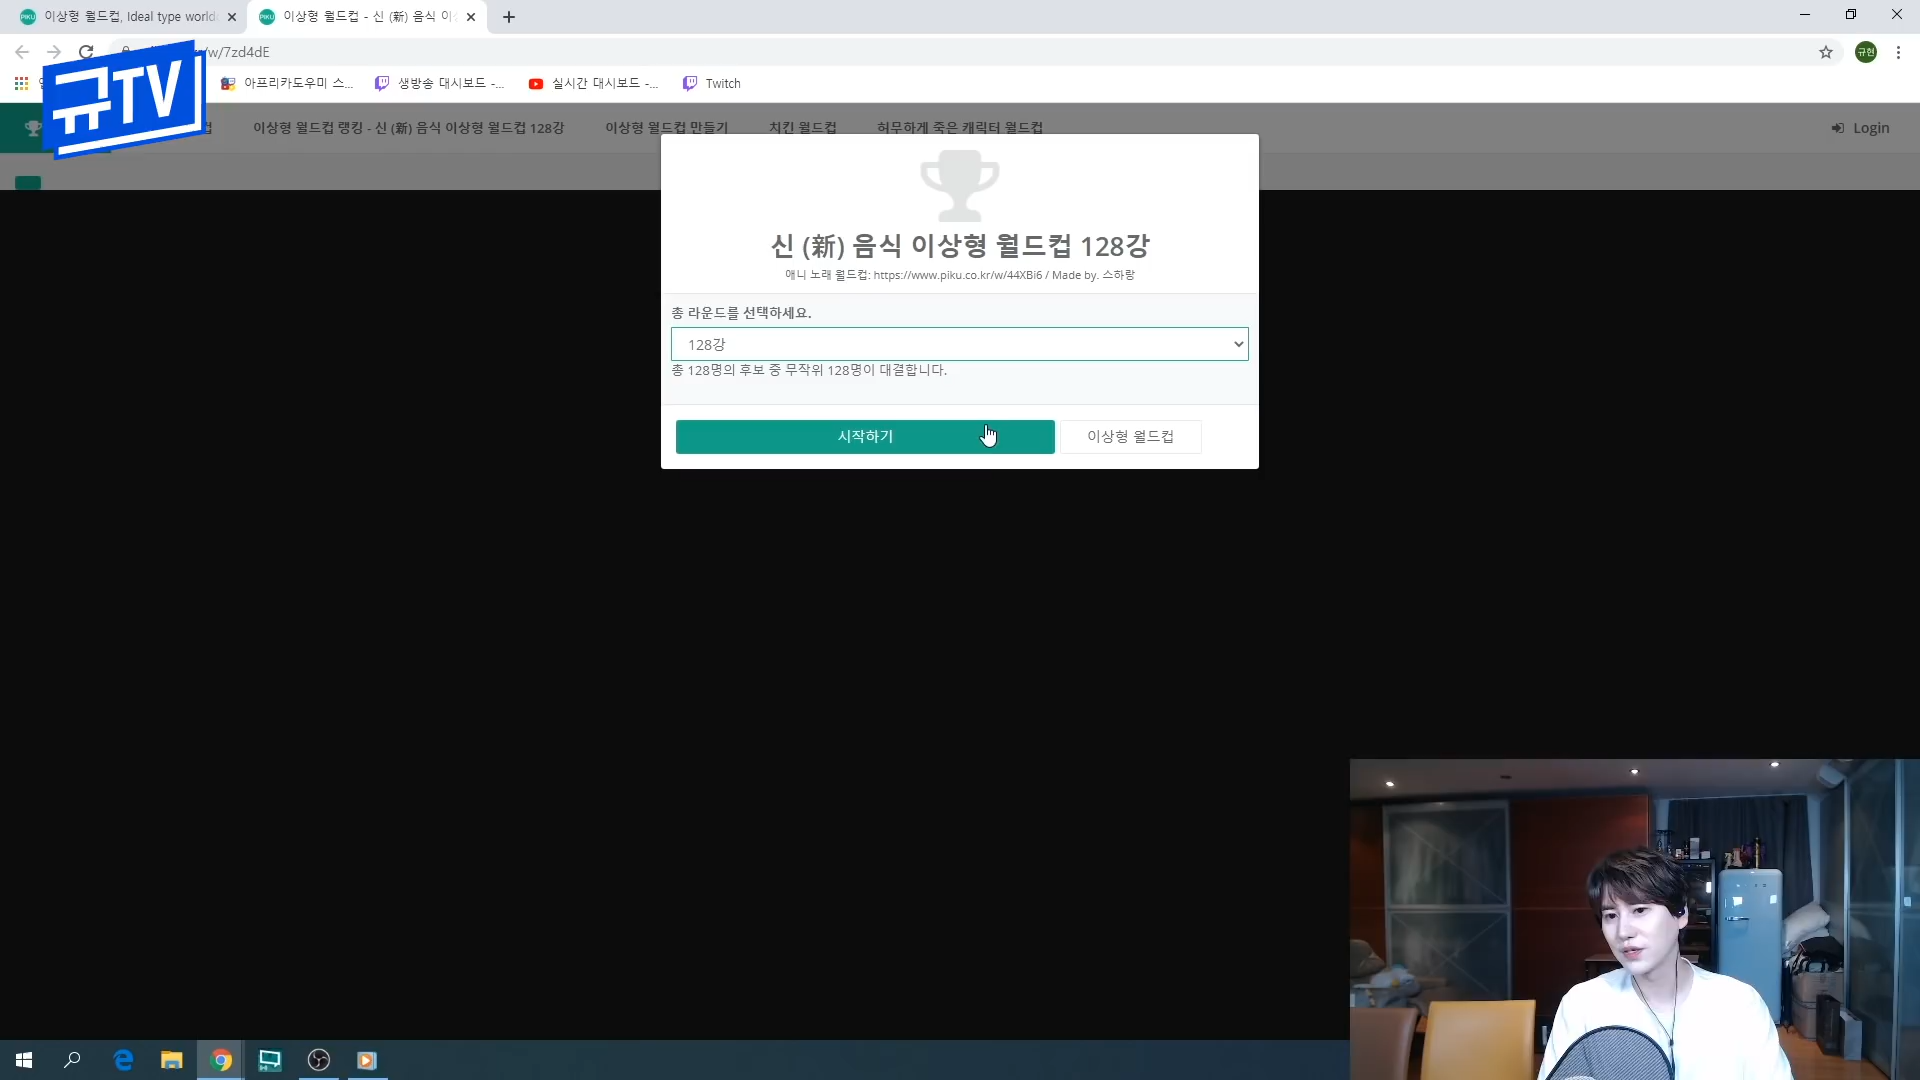 이상형 월드컵, Ideal type world
이상형 월드컵 - 신 (新) 음식 이
r/w/7zd4dE
규현
아프리카도우미 스...
생방송 대시보드 -...
실시간 대시보드 -...
Twitch
규TV
컵
이상형 월드컵 랭킹 - 신 (新) 음식 이상형 월드컵 128강
이상형 월드컵 만들기
치킨 월드컵
허무하게 죽은 캐릭터 월드컵
Login
신 (新) 음식 이상형 월드컵 128강
애니 노래 월드컵: https://www.piku.co.kr/w/44XBi6 / Made by. 스하랑
총 라운드를 선택하세요.
128강
총 128명의 후보 중 무작위 128명이 대결합니다.
시작하기
이상형 월드컵